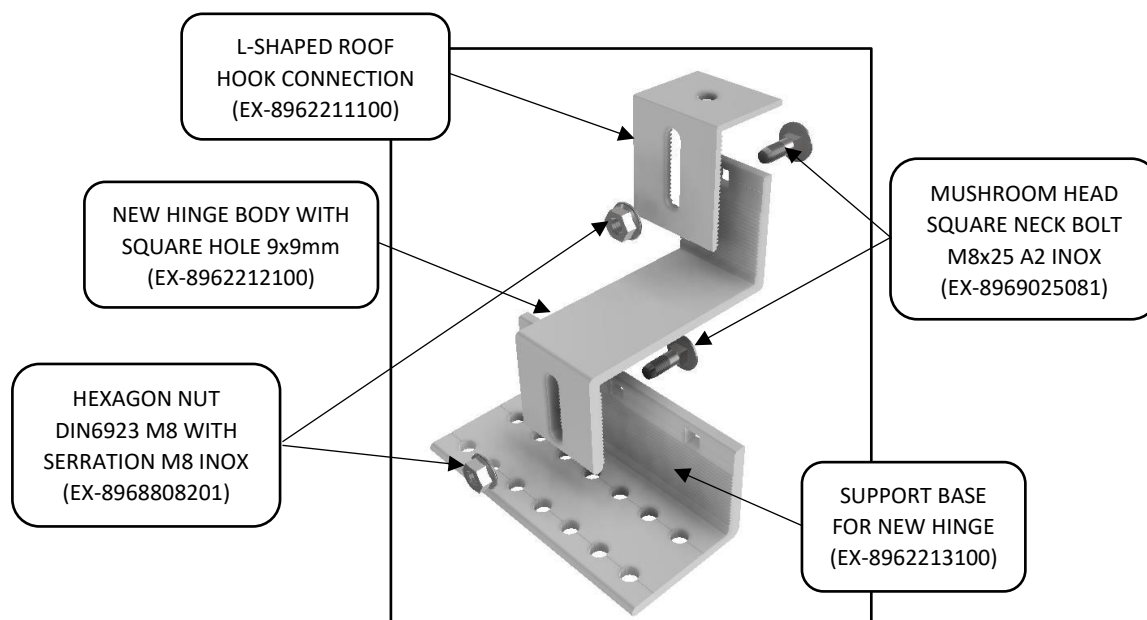 L-SHAPED ROOF
HOOK CONNECTION
(EX-8962211100)
NEW HINGE BODY WITH
SQUARE HOLE 9x9mm
(EX-8962212100)
HEXAGON NUT
DIN6923 M8 WITH
SERRATION M8 INOX
(EX-8968808201)
MUSHROOM HEAD
SQUARE NECK BOLT
M8x25 A2 INOX
(EX-8969025081)
SUPPORT BASE
FOR NEW HINGE
(EX-8962213100)